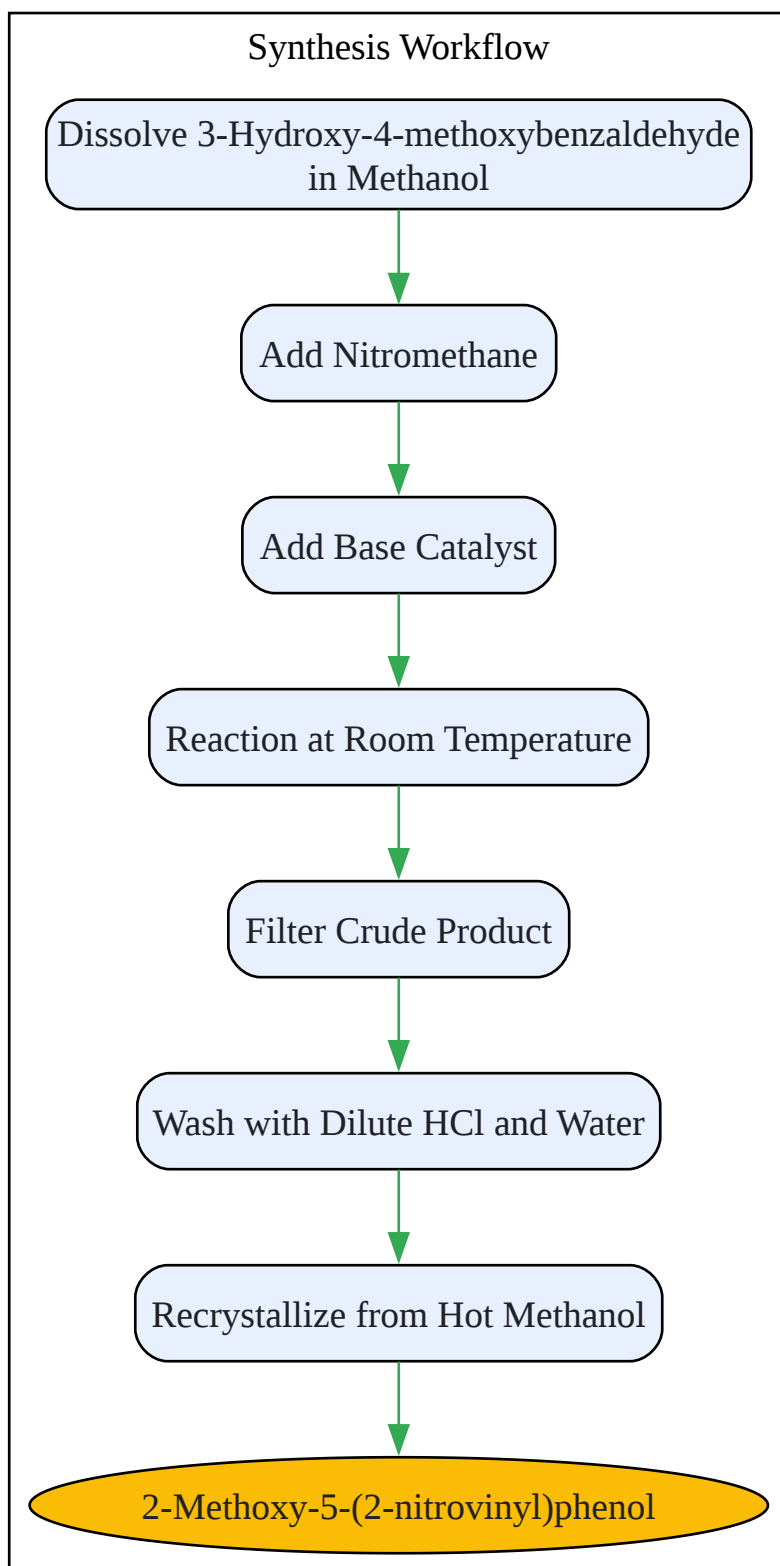 Synthesis Workflow
Dissolve 3-Hydroxy-4-methoxybenzaldehyde
in Methanol
Add Nitromethane
Add Base Catalyst
Reaction at Room Temperature
Filter Crude Product
Wash with Dilute HCl and Water
Recrystallize from Hot Methanol
2-Methoxy-5-(2-nitrovinyl)phenol